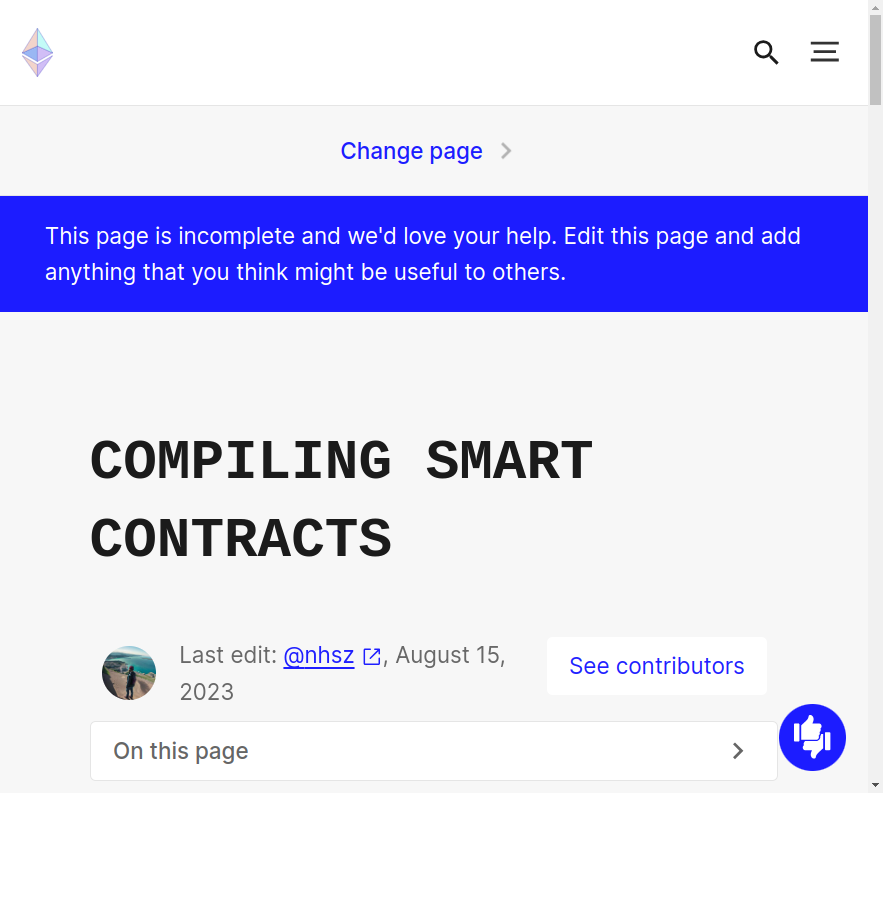 Change page
This page is incomplete and we'd love your help. Edit this page and add
anything that you think might be useful to others.
COMPILING SMART
CONTRACTS
Last edit: @nhsz , August 15,
2023
See contributors
On this page